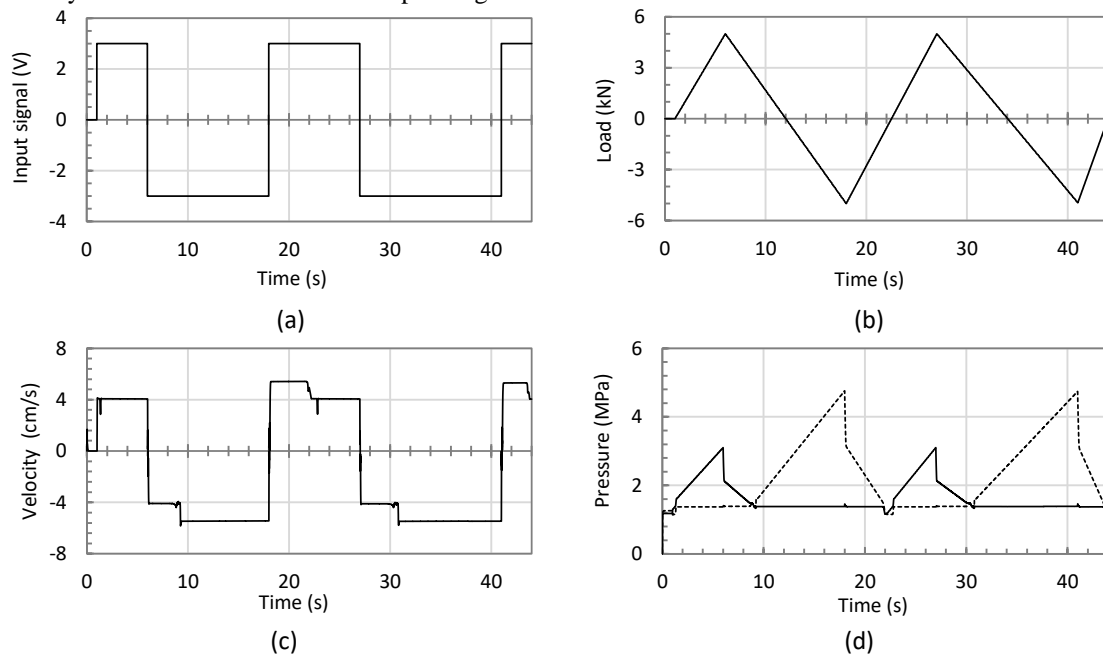 4
2
0
-2
-4
Input signal (V)
0 10 20 30 40
Time (s)
(a)
6
3
0
-3
-6
Load (kN)
0 10 20 30 40
Time (s)
(b)
8
4
0
-4
-8
Velocity (cm/s)
0 10 20 30 40
Time (s)
(c)
6
4
2
0
Pressure (MPa)
0 10 20 30 40
Time (s)
(d)